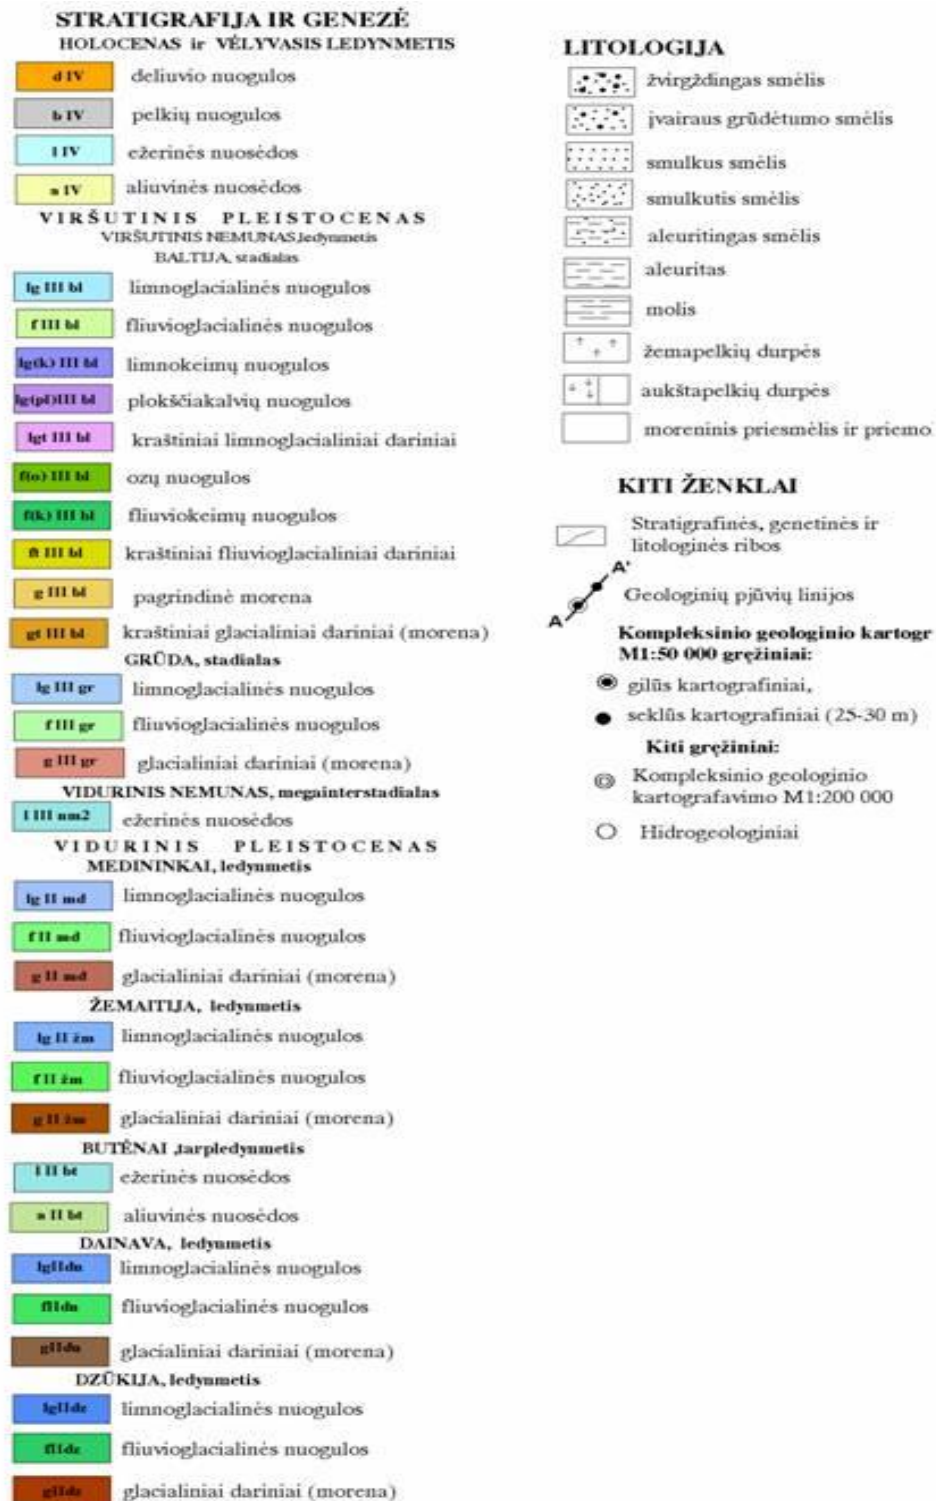 STRATIGRAFIJA IR GENEZĖ
HOLOCENAS ir VĖLYVASIS LEDYNMETIS
d IV deliuvio nuogulos
b IV pelkių nuogulos
l IV ežerinės nuosėdos
a IV aliuvinės nuosėdos
VIRŠUTINIS PLEISTOCENAS
VIRŠUTINIS NEMUNAS,ledynmetis
BALTIJA, stadialas
lg III bl limnoglacialinės nuogulos
f III bl fliuvioglacialinės nuogulos
lg(k) III bl limnokeimų nuogulos
lg(pl)III bl plokščiakalvių nuogulos
lgt III bl kraštiniai limnoglacialiniai dariniai
f(o) III bl ozų nuogulos
f(k) III bl fliuviokeimų nuogulos
ft III bl kraštiniai fliuvioglacialiniai dariniai
g III bl pagrindinė morena
gt III bl kraštiniai glacialiniai dariniai (morena)
GRŪDA, stadialas
lg III gr limnoglacialinės nuogulos
f III gr fliuvioglacialinės nuogulos
g III gr glacialiniai dariniai (morena)
VIDURINIS NEMUNAS, megainterstadialas
l III nm2 ežerinės nuosėdos
VIDURINIS PLEISTOCENAS
MEDININKAI, ledynmetis
lg II md limnoglacialinės nuogulos
f II md fliuvioglacialinės nuogulos
g II md glacialiniai dariniai (morena)
ŽEMAITIJA, ledynmetis
lg II žm limnoglacialinės nuogulos
f II žm fliuvioglacialinės nuogulos
g II žm glacialiniai dariniai (morena)
BUTĖNAI ,tarpledynmetis
l II bt ežerinės nuosėdos
a II bt aliuvinės nuosėdos
DAINAVA, ledynmetis
lgIIdn limnoglacialinės nuogulos
fIIdn fliuvioglacialinės nuogulos
gIIdn glacialiniai dariniai (morena)
DZŪKIJA, ledynmetis
lgIIdz limnoglacialinės nuogulos
fIIdz fliuvioglacialinės nuogulos
gIIdz glacialiniai dariniai (morena)
LITOLOGIJA
žvirgždingas smėlis
įvairaus grūdėtumo smėlis
smulkus smėlis
smulkutis smėlis
aleuritingas smėlis
aleuritas
molis
žemapelkių durpės
aukštapelkių durpės
moreninis priesmėlis ir priemo
KITI ŽENKLAI
Stratigrafinės, genetinės ir
litologinės ribos
A'
Geologinių pjūvių linijos
A
Kompleksinio geologinio kartogr
M1:50 000 gręžiniai:
gilūs kartografiniai,
seklūs kartografiniai (25-30 m)
Kiti gręžiniai:
Kompleksinio geologinio
kartografavimo M1:200 000
Hidrogeologiniai